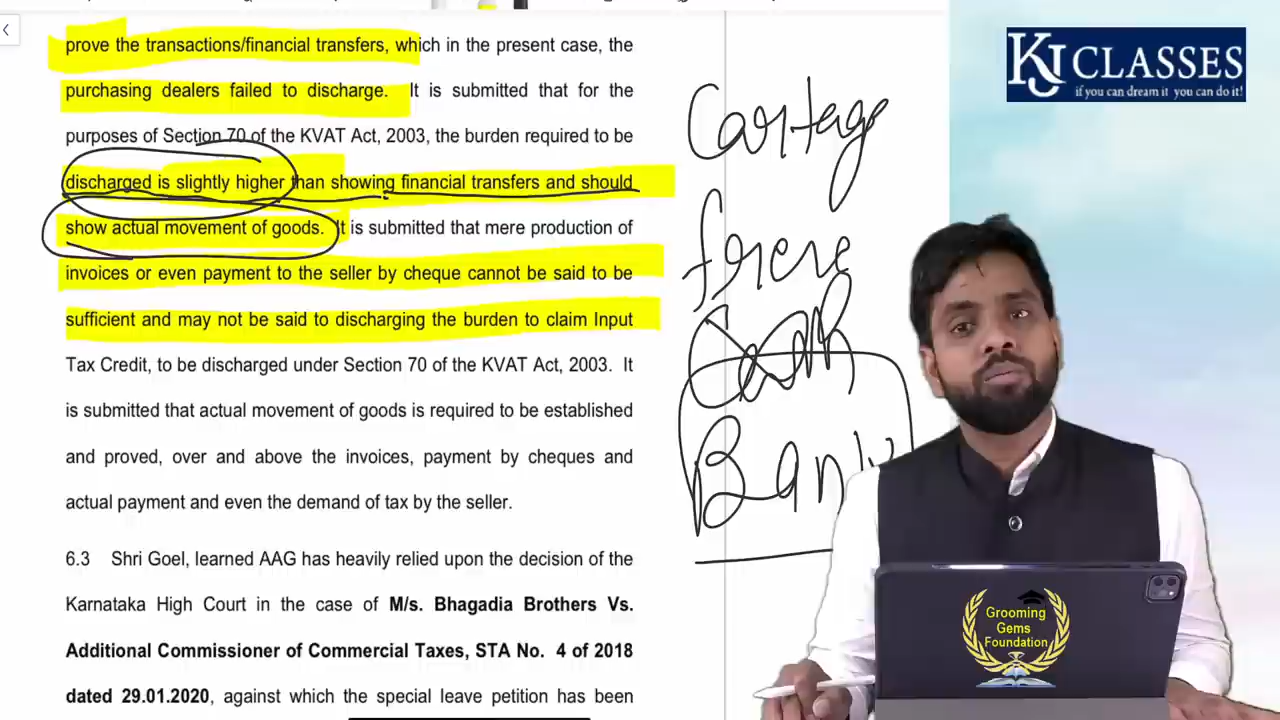 prove the transactions/financial transfers, which in the present case, the
purchasing dealers failed to discharge. It is submitted that for the
purposes of Section 70 of the KVAT Act, 2003, the burden required to be
discharged is slightly higher than showing financial transfers and should
show actual movement of goods. It is submitted that mere production of
invoices or even payment to the seller by cheque cannot be said to be
sufficient and may not be said to discharging the burden to claim Input
Tax Credit, to be discharged under Section 70 of the KVAT Act, 2003. It
is submitted that actual movement of goods is required to be established
and proved, over and above the invoices, payment by cheques and
actual payment and even the demand of tax by the seller.
6.3 Shri Goel, learned AAG has heavily relied upon the decision of the
Karnataka High Court in the case of M/s. Bhagadia Brothers Vs.
Additional Commissioner of Commercial Taxes, STA No. 4 of 2018
dated 29.01.2020, against which the special leave petition has been
Cartage
Cash
Bank
KJ CLASSES
if you can dream it you can do it!
Grooming
Gems
Foundation